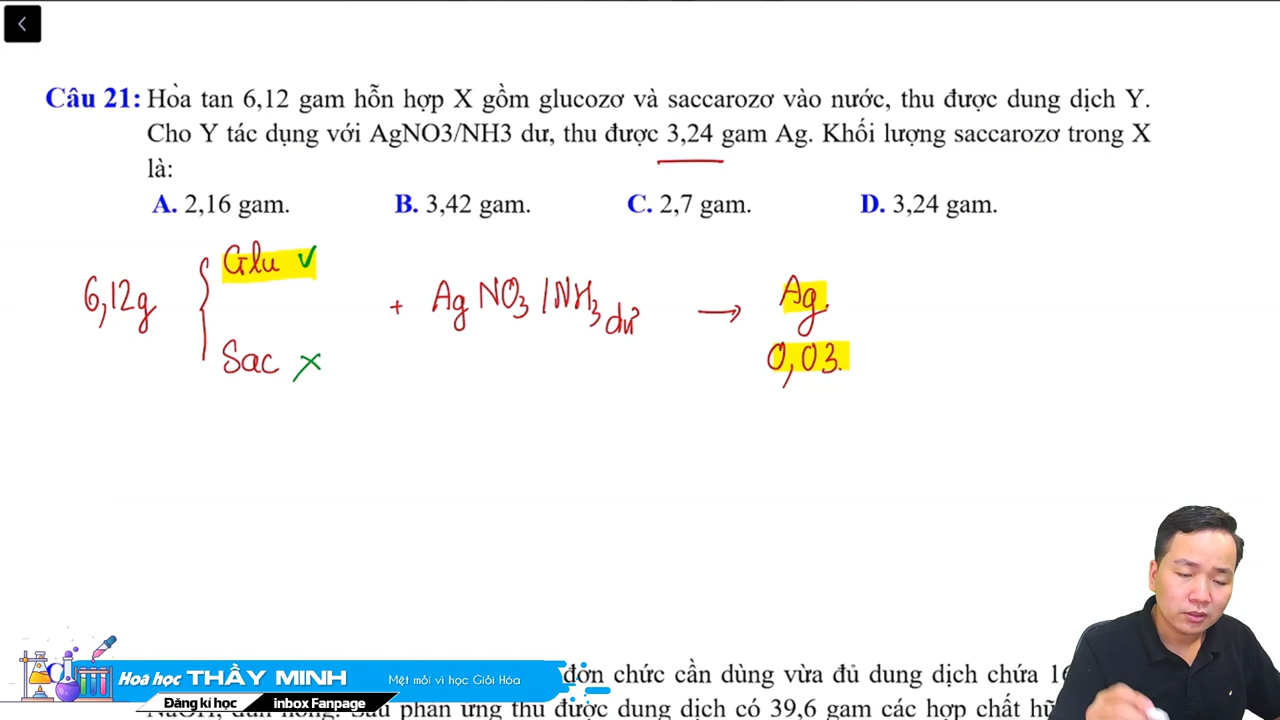 Câu 21: Hòa tan 6,12 gam hỗn hợp X gồm glucozơ và saccarozơ vào nước, thu được dung dịch Y.
Cho Y tác dụng với AgNO3/NH3 dư, thu được 3,24 gam Ag. Khối lượng saccarozơ trong X
là:
A. 2,16 gam. B. 3,42 gam. C. 2,7 gam. D. 3,24 gam.
Glu ✓
6,12g { + AgNO₃/NH₃ dư → Ag.
Sac ✗ 0,03.
Hoá học THẦY MINH Mệt mỏi vì học Giỏi Hóa
Đăng kí học inbox Fanpage
đơn chức cần dùng vừa đủ dung dịch chứa
phản ứng thu được dung dịch có 39,6 gam các hợp chất